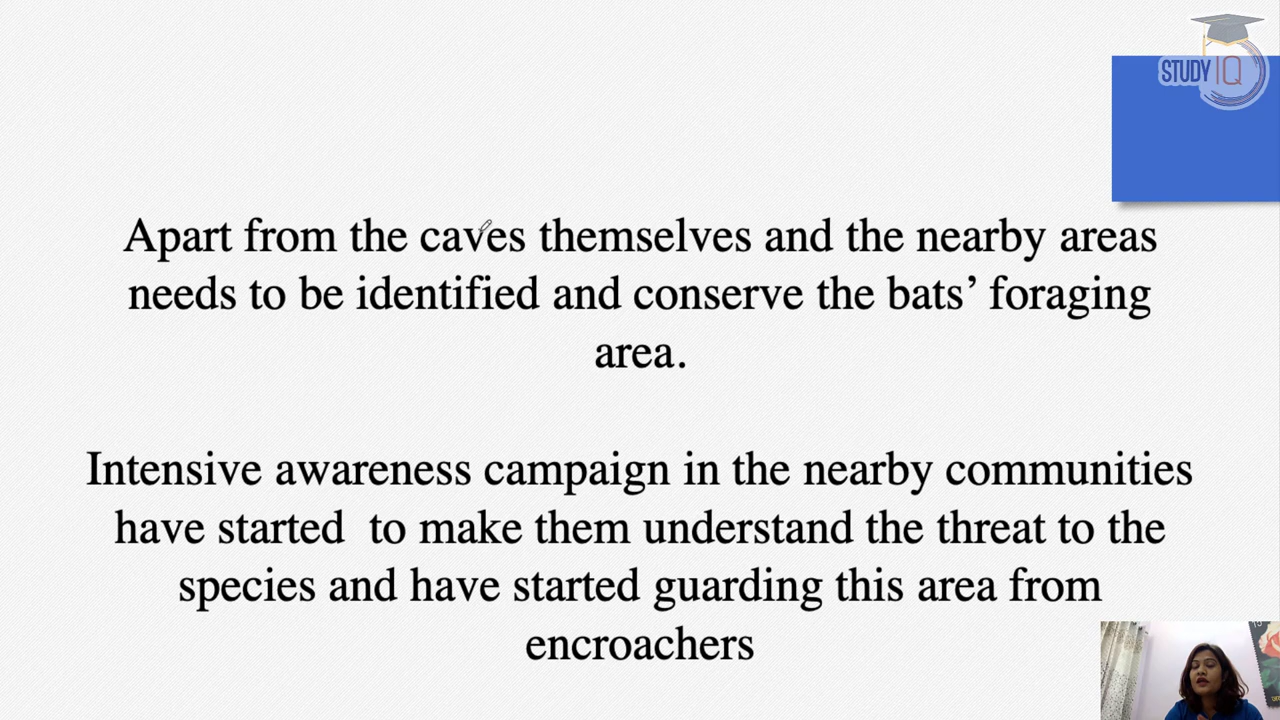 STUDY IQ
Apart from the caves themselves and the nearby areas
needs to be identified and conserve the bats’ foraging
area.
Intensive awareness campaign in the nearby communities
have started  to make them understand the threat to the
species and have started guarding this area from
encroachers